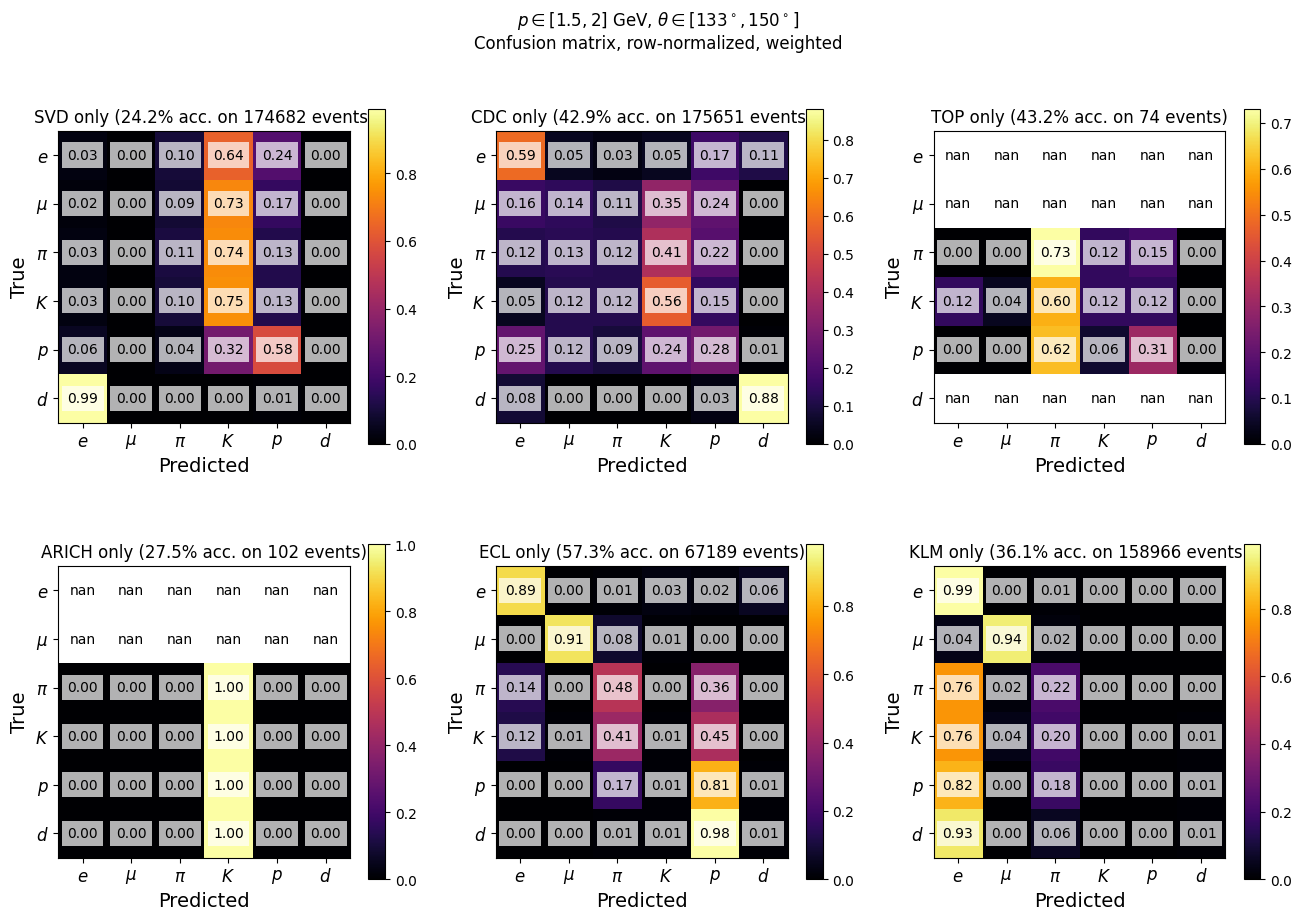 p ∈ [1.5, 2] GeV, θ ∈ [133°, 150°]
Confusion matrix, row-normalized, weighted
SVD only (24.2% acc. on 174682 events
True
e 0.03 0.00 0.10 0.64 0.24 0.00
μ 0.02 0.00 0.09 0.73 0.17 0.00
π 0.03 0.00 0.11 0.74 0.13 0.00
K 0.03 0.00 0.10 0.75 0.13 0.00
p 0.06 0.00 0.04 0.32 0.58 0.00
d 0.99 0.00 0.00 0.00 0.01 0.00
e μ π K p d
Predicted
0.8
0.6
0.4
0.2
0.0
CDC only (42.9% acc. on 175651 events
True
e 0.59 0.05 0.03 0.05 0.17 0.11
μ 0.16 0.14 0.11 0.35 0.24 0.00
π 0.12 0.13 0.12 0.41 0.22 0.00
K 0.05 0.12 0.12 0.56 0.15 0.00
p 0.25 0.12 0.09 0.24 0.28 0.01
d 0.08 0.00 0.00 0.00 0.03 0.88
e μ π K p d
Predicted
0.8
0.7
0.6
0.5
0.4
0.3
0.2
0.1
0.0
TOP only (43.2% acc. on 74 events)
True
e nan nan nan nan nan nan
μ nan nan nan nan nan nan
π 0.00 0.00 0.73 0.12 0.15 0.00
K 0.12 0.04 0.60 0.12 0.12 0.00
p 0.00 0.00 0.62 0.06 0.31 0.00
d nan nan nan nan nan nan
e μ π K p d
Predicted
0.7
0.6
0.5
0.4
0.3
0.2
0.1
0.0
ARICH only (27.5% acc. on 102 events)
True
e nan nan nan nan nan nan
μ nan nan nan nan nan nan
π 0.00 0.00 0.00 1.00 0.00 0.00
K 0.00 0.00 0.00 1.00 0.00 0.00
p 0.00 0.00 0.00 1.00 0.00 0.00
d 0.00 0.00 0.00 1.00 0.00 0.00
e μ π K p d
Predicted
1.0
0.8
0.6
0.4
0.2
0.0
ECL only (57.3% acc. on 67189 events)
True
e 0.89 0.00 0.01 0.03 0.02 0.06
μ 0.00 0.91 0.08 0.01 0.00 0.00
π 0.14 0.00 0.48 0.01 0.36 0.00
K 0.12 0.01 0.41 0.01 0.45 0.00
p 0.00 0.00 0.17 0.01 0.81 0.01
d 0.00 0.00 0.01 0.01 0.98 0.01
e μ π K p d
Predicted
0.8
0.6
0.4
0.2
0.0
KLM only (36.1% acc. on 158966 events
True
e 0.99 0.00 0.01 0.00 0.00 0.00
μ 0.04 0.94 0.02 0.00 0.00 0.00
π 0.76 0.02 0.22 0.00 0.00 0.00
K 0.76 0.04 0.20 0.00 0.00 0.01
p 0.82 0.00 0.18 0.00 0.00 0.01
d 0.93 0.00 0.06 0.00 0.00 0.01
e μ π K p d
Predicted
0.8
0.6
0.4
0.2
0.0